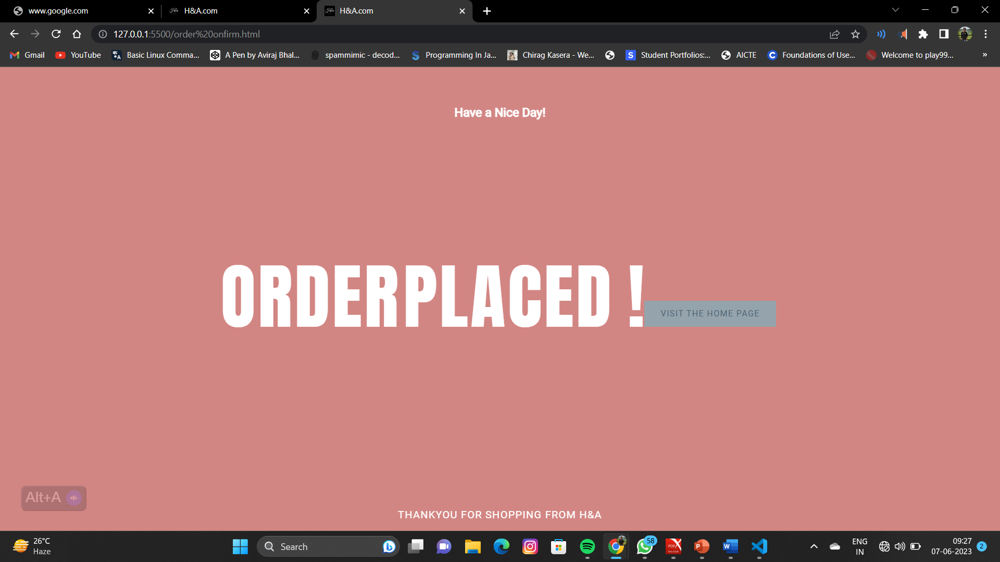 www.google.com
H&A.com
H&A.com
127.0.0.1:5500/order%20onfirm.html
Gmail
YouTube
Basic Linux Comma...
A Pen by Aviraj Bhal...
spammimic - decod...
Programming In Ja...
Chirag Kasera - We...
Student Portfolios:...
AICTE
Foundations of Use...
Welcome to play99...
»
Have a Nice Day!
ORDERPLACED !
VISIT THE HOME PAGE
Alt+A
THANKYOU FOR SHOPPING FROM H&A
26°C
Haze
Search
58
ENG
IN
09:27
07-06-2023
2